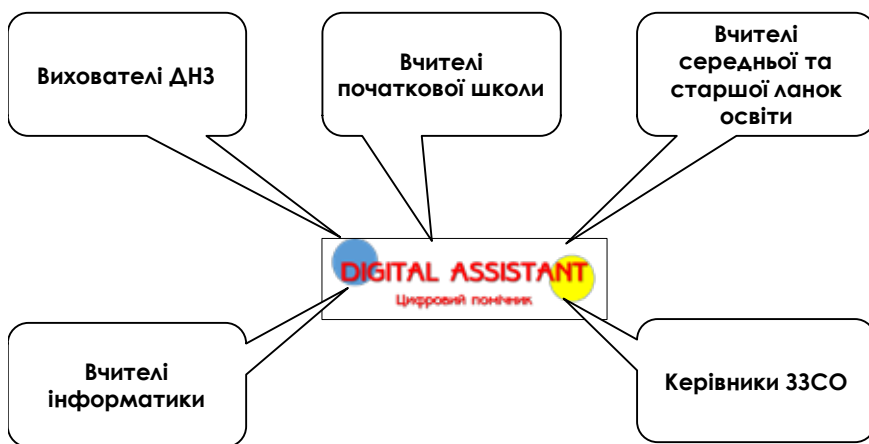 Вихователі ДНЗ
Вчителі
початкової школи
Вчителі
середньої та
старшої ланок
освіти
DIGITAL ASSISTANT
Цифровий помічник
Вчителі
інформатики
Керівники ЗЗСО